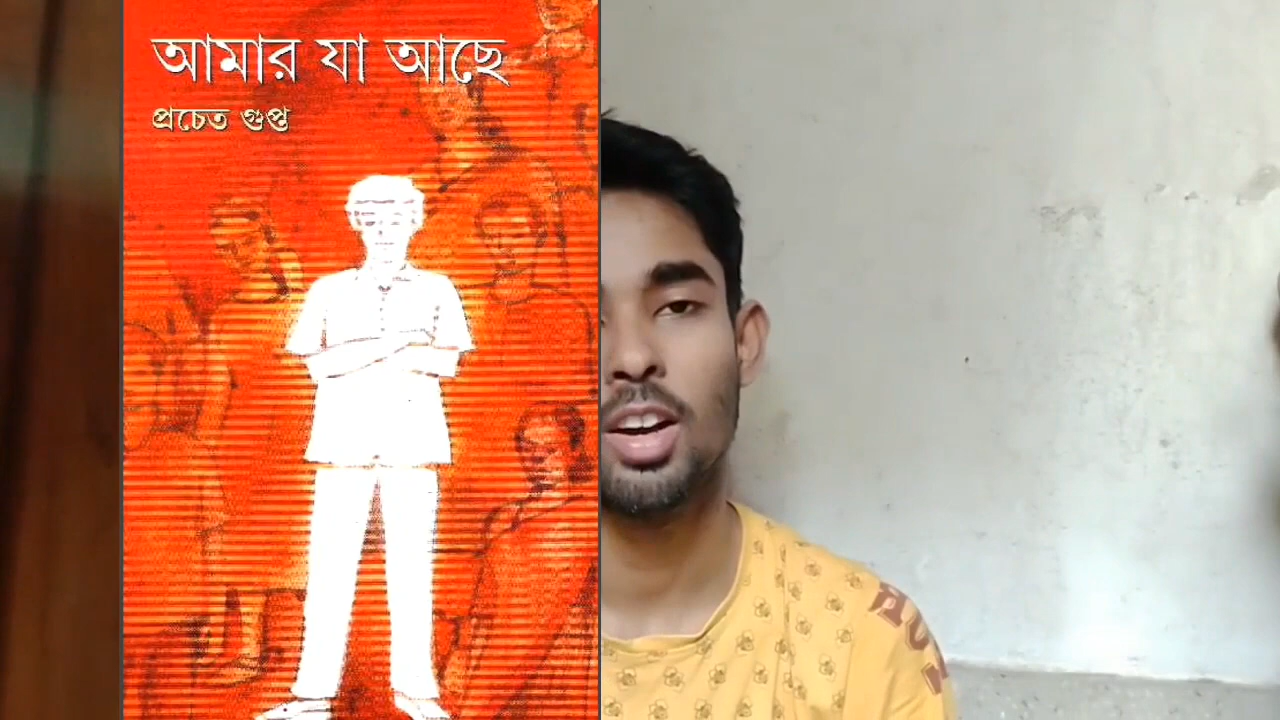 আমার যা আছে
প্রচেত গুপ্ত